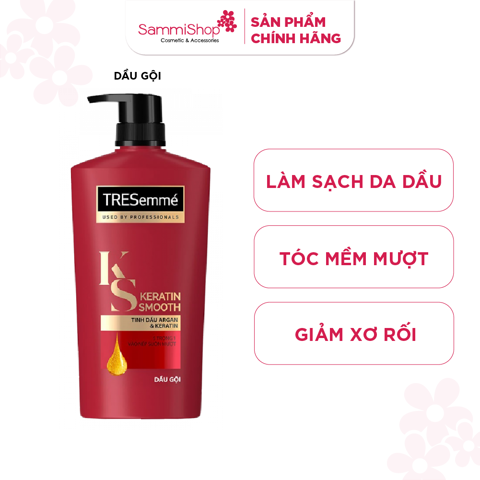 SammiShop
Cosmetic & Accessories
SẢN PHẨM
CHÍNH HÃNG
DẦU GỘI
TRESemmé
USED BY PROFESSIONALS
KS
KERATIN
SMOOTH
TINH DẦU ARGAN
& KERATIN
DẦU GỘI
LÀM SẠCH DA DẦU
TÓC MỀM MƯỢT
GIẢM XƠ RỐI